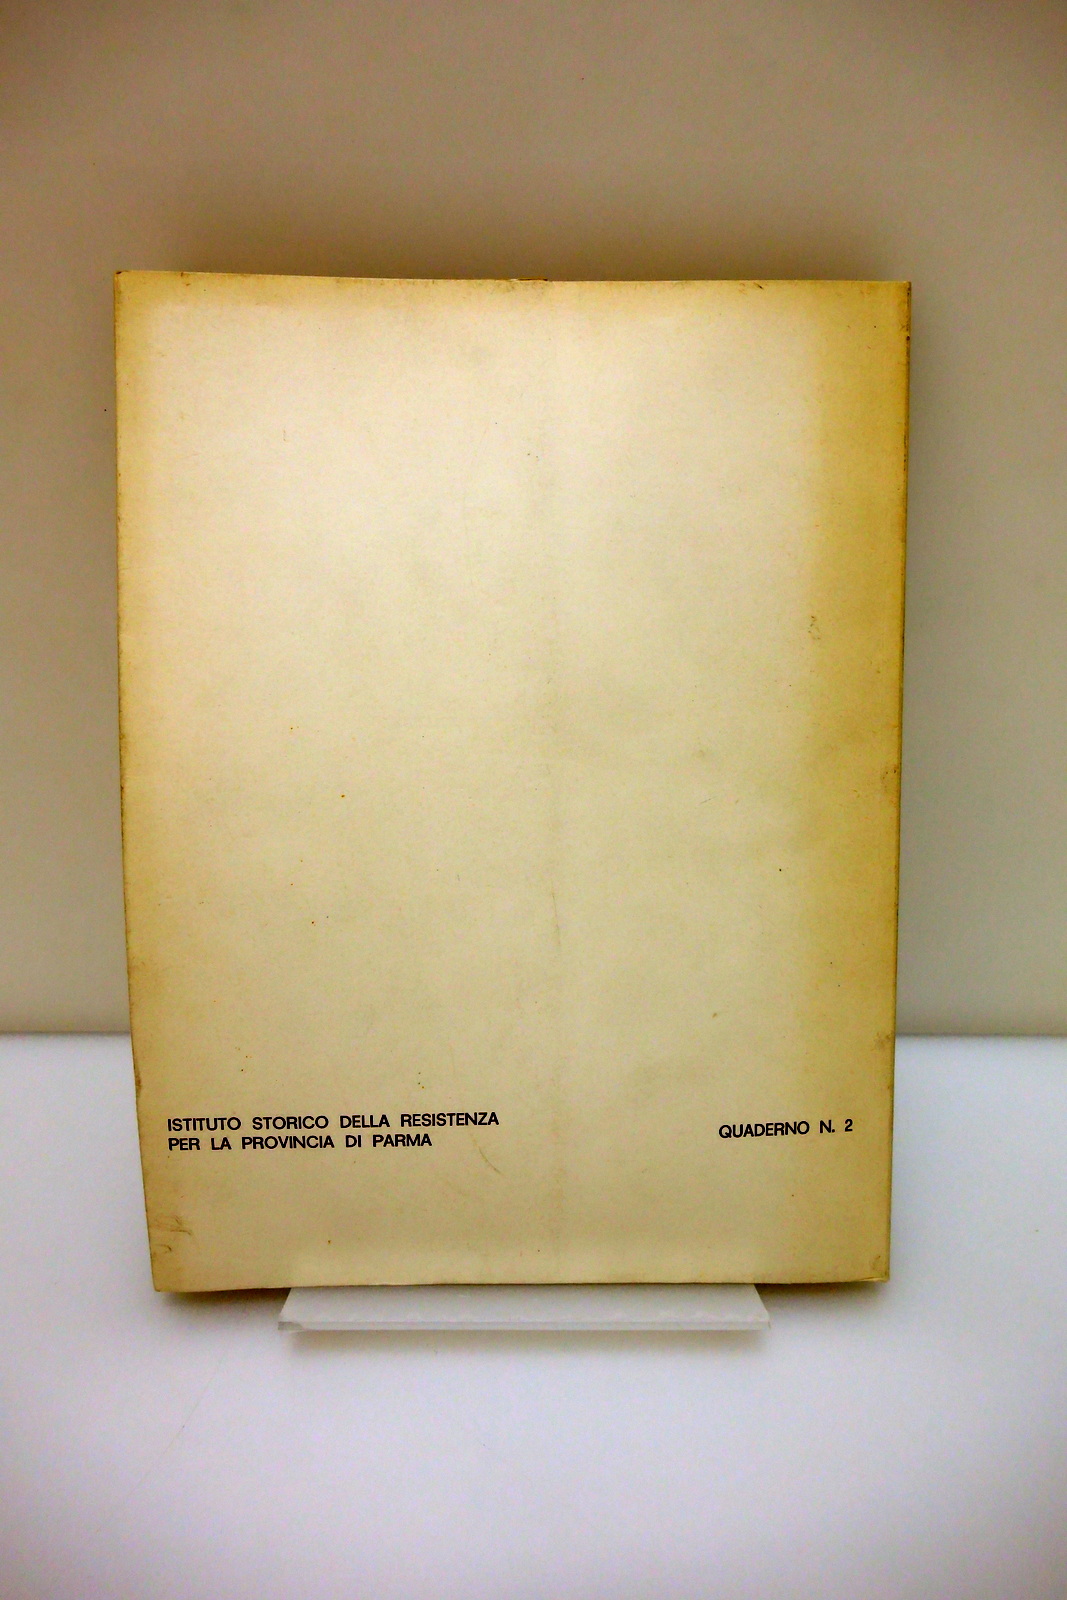 ISTITUTO STORICO DELLA RESISTENZA
PER LA PROVINCIA DI PARMA
QUADERNO N. 2